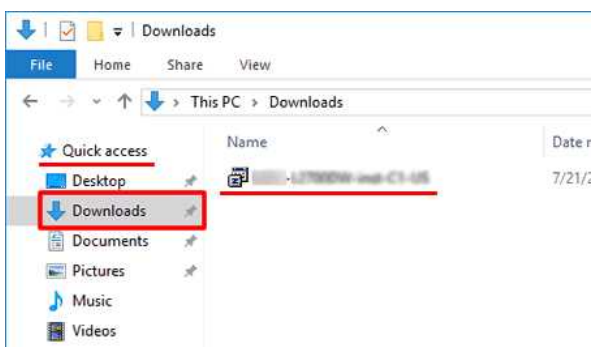 Downloads
File Home Share View
This PC > Downloads
Quick access
Name Date
Desktop
7/21/2
Downloads
Documents
Pictures
Music
Videos